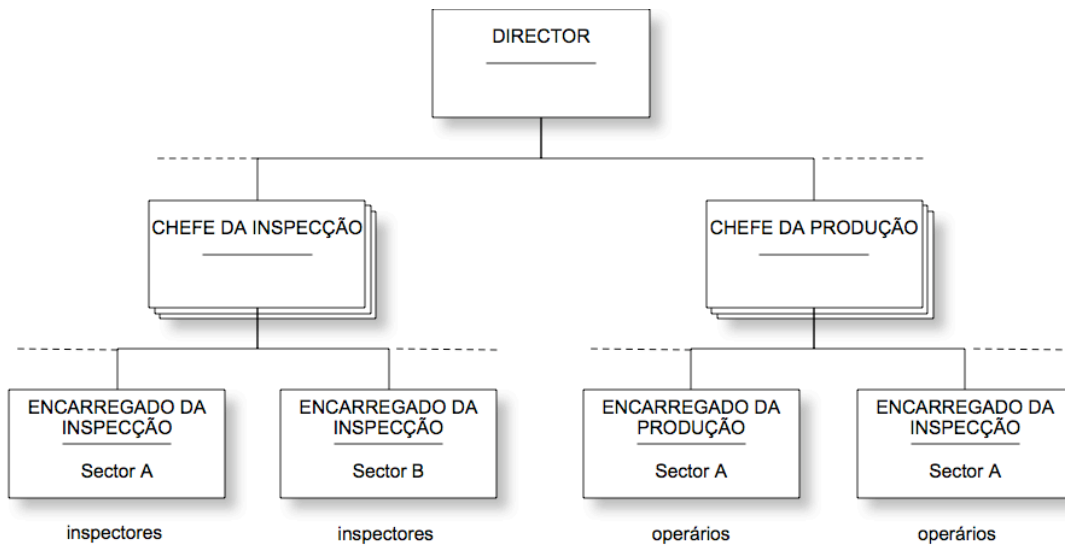 DIRECTOR
CHEFE DA INSPECÇÃO
CHEFE DA PRODUÇÃO
ENCARREGADO DA
INSPECÇÃO
Sector A
ENCARREGADO DA
INSPECÇÃO
Sector B
ENCARREGADO DA
PRODUÇÃO
Sector A
ENCARREGADO DA
INSPECÇÃO
Sector A
inspectores
inspectores
operários
operários